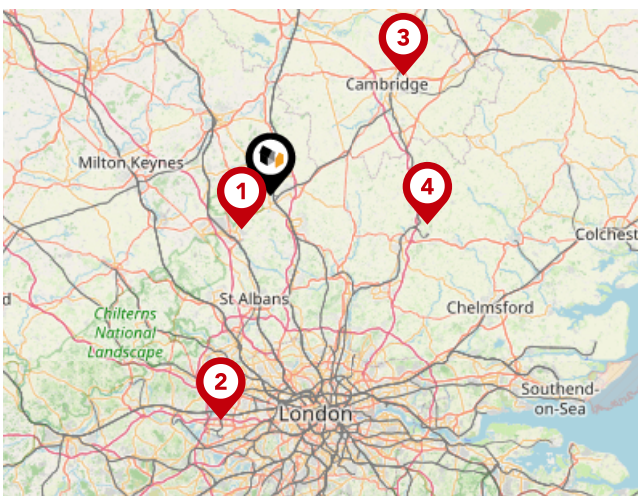 3
Cambridge
Milton Keynes
1
4
Colchest
d
St Albans
Chilterns
National
Landscape
Chelmsford
2
Southend-
on-Sea
London